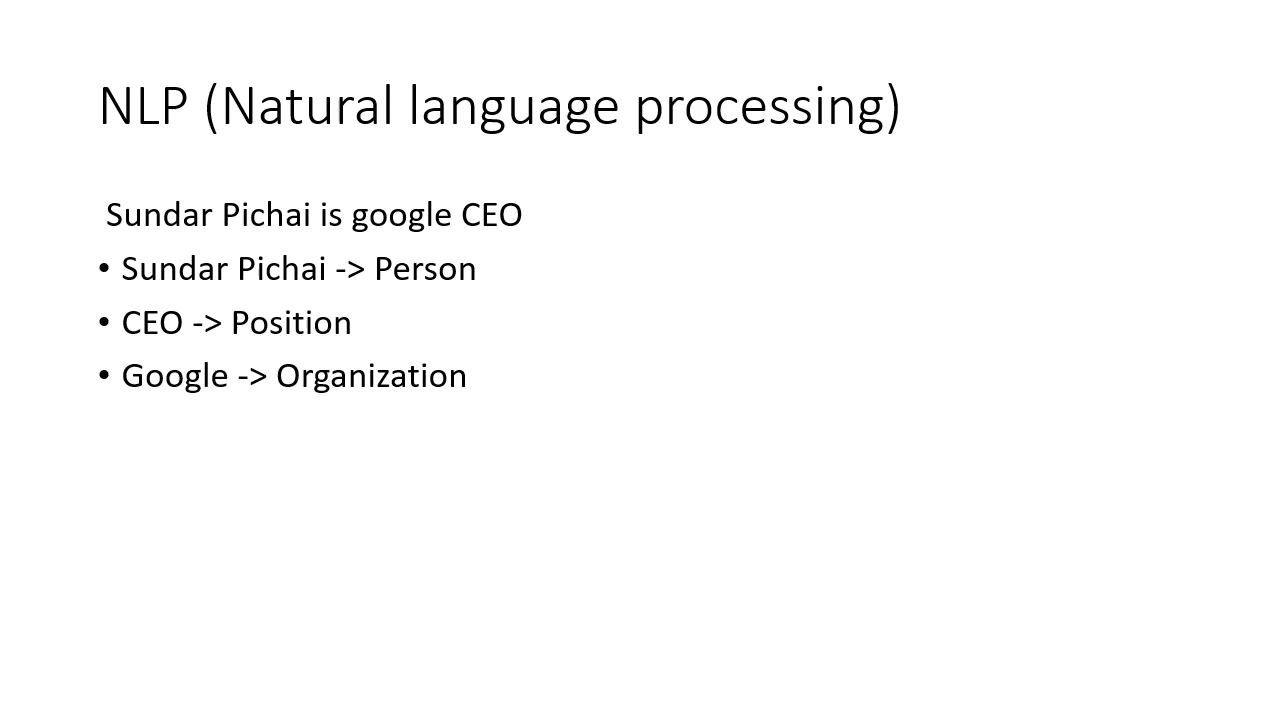 NLP (Natural language processing)
Sundar Pichai is google CEO
• Sundar Pichai -> Person
• CEO -> Position
• Google -> Organization